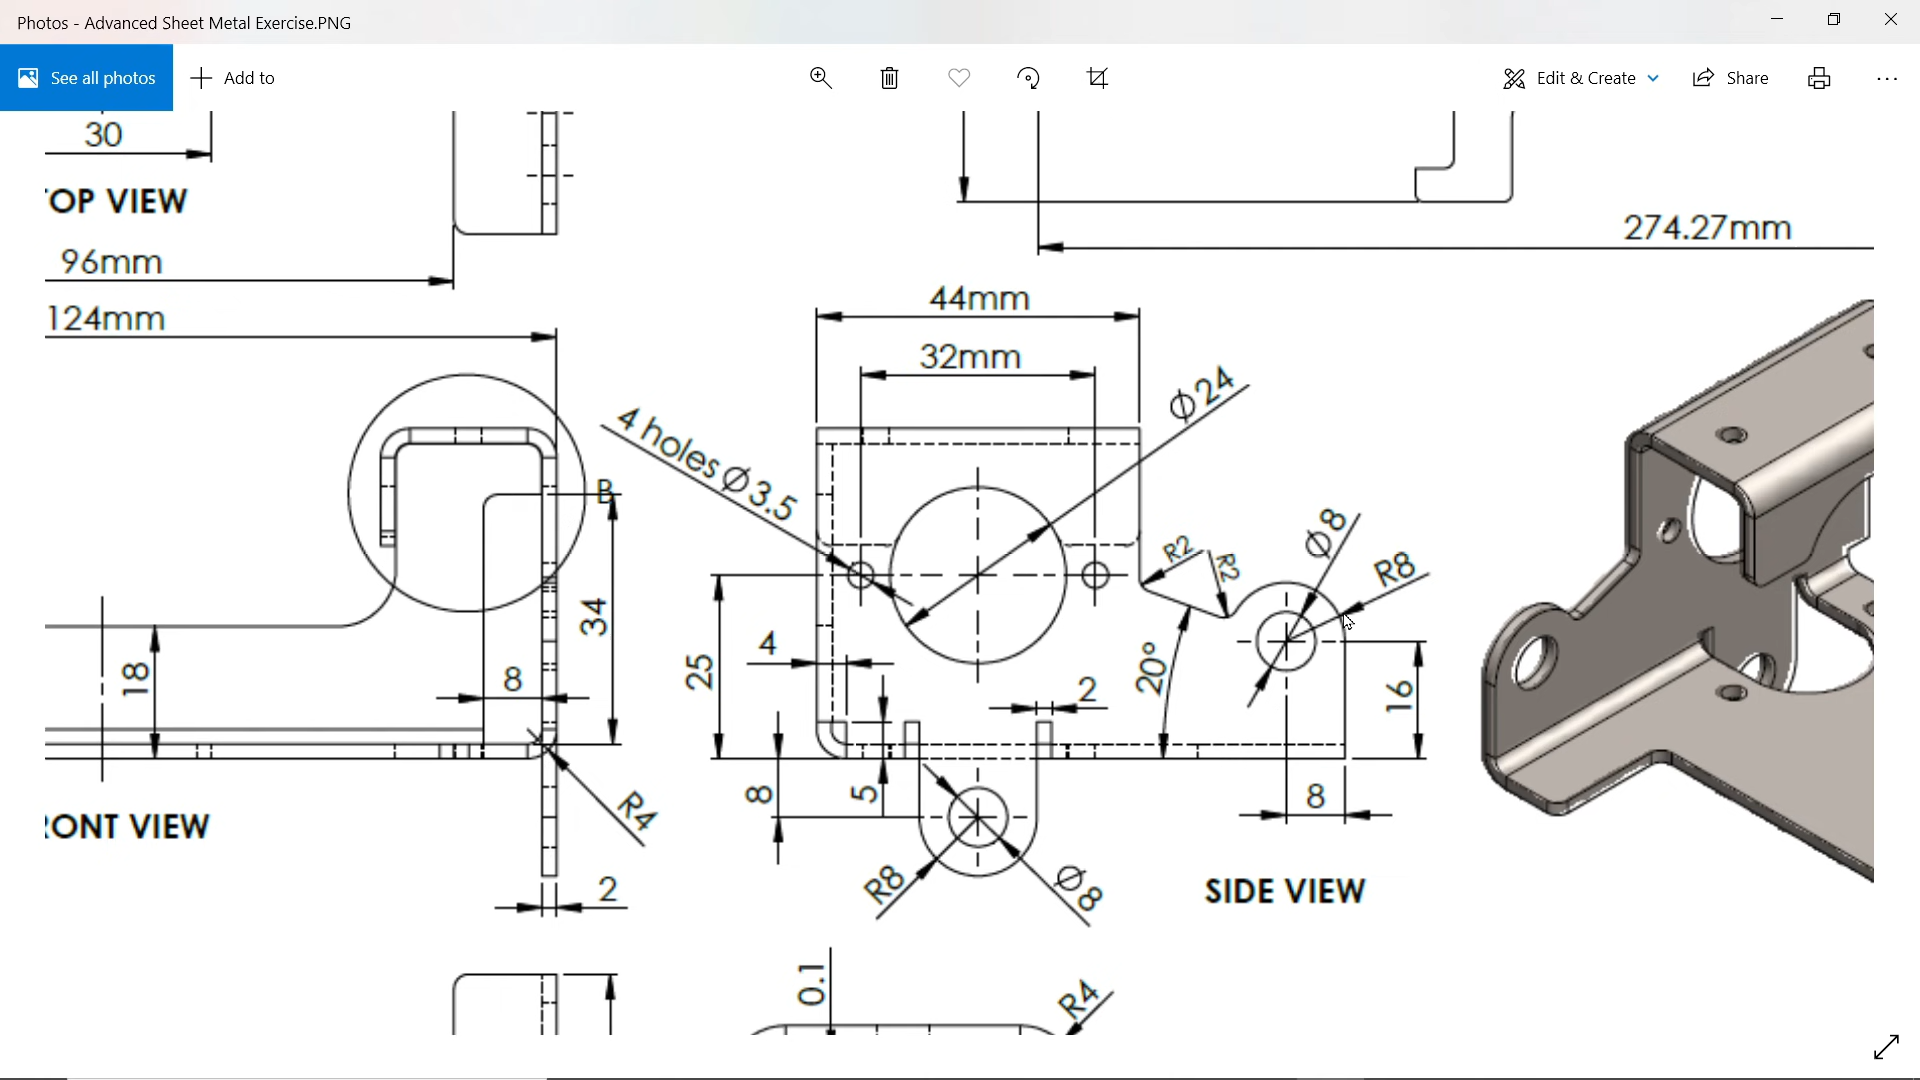 Photos - Advanced Sheet Metal Exercise.PNG
See all photos
Add to
Edit & Create
Share
30
OP VIEW
274.27mm
96mm
124mm
44mm
32mm
Ø24
4 holes Ø3.5
B
Ø8
R2
R2
R8
34
4
25
18
8
2
20°
16
8
5
8
R4
ONT VIEW
R8
Ø8
2
SIDE VIEW
0.1
R4